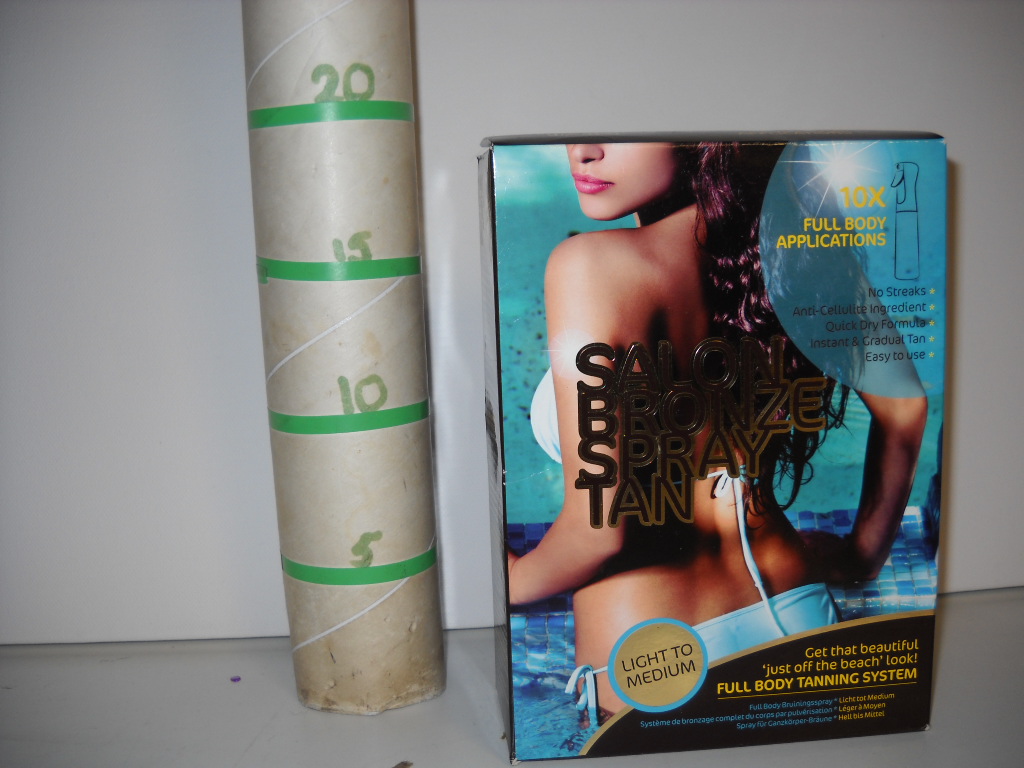 20
15
10
5
10X
FULL BODY
APPLICATIONS
No Streaks *
Anti-Cellulite Ingredient *
Quick Dry Formula *
Instant & Gradual Tan *
Easy to use *
SALON
BRONZE
SPRAY
TAN
LIGHT TO
MEDIUM
Get that beautiful
'just off the beach' look!
FULL BODY TANNING SYSTEM
Full Body Bruiningsspray * Licht tot Medium
Système de bronzage complet du corps par pulvérisation * Léger à Moyen
Spray für Ganzkörper-Bräune * Hell bis Mittel